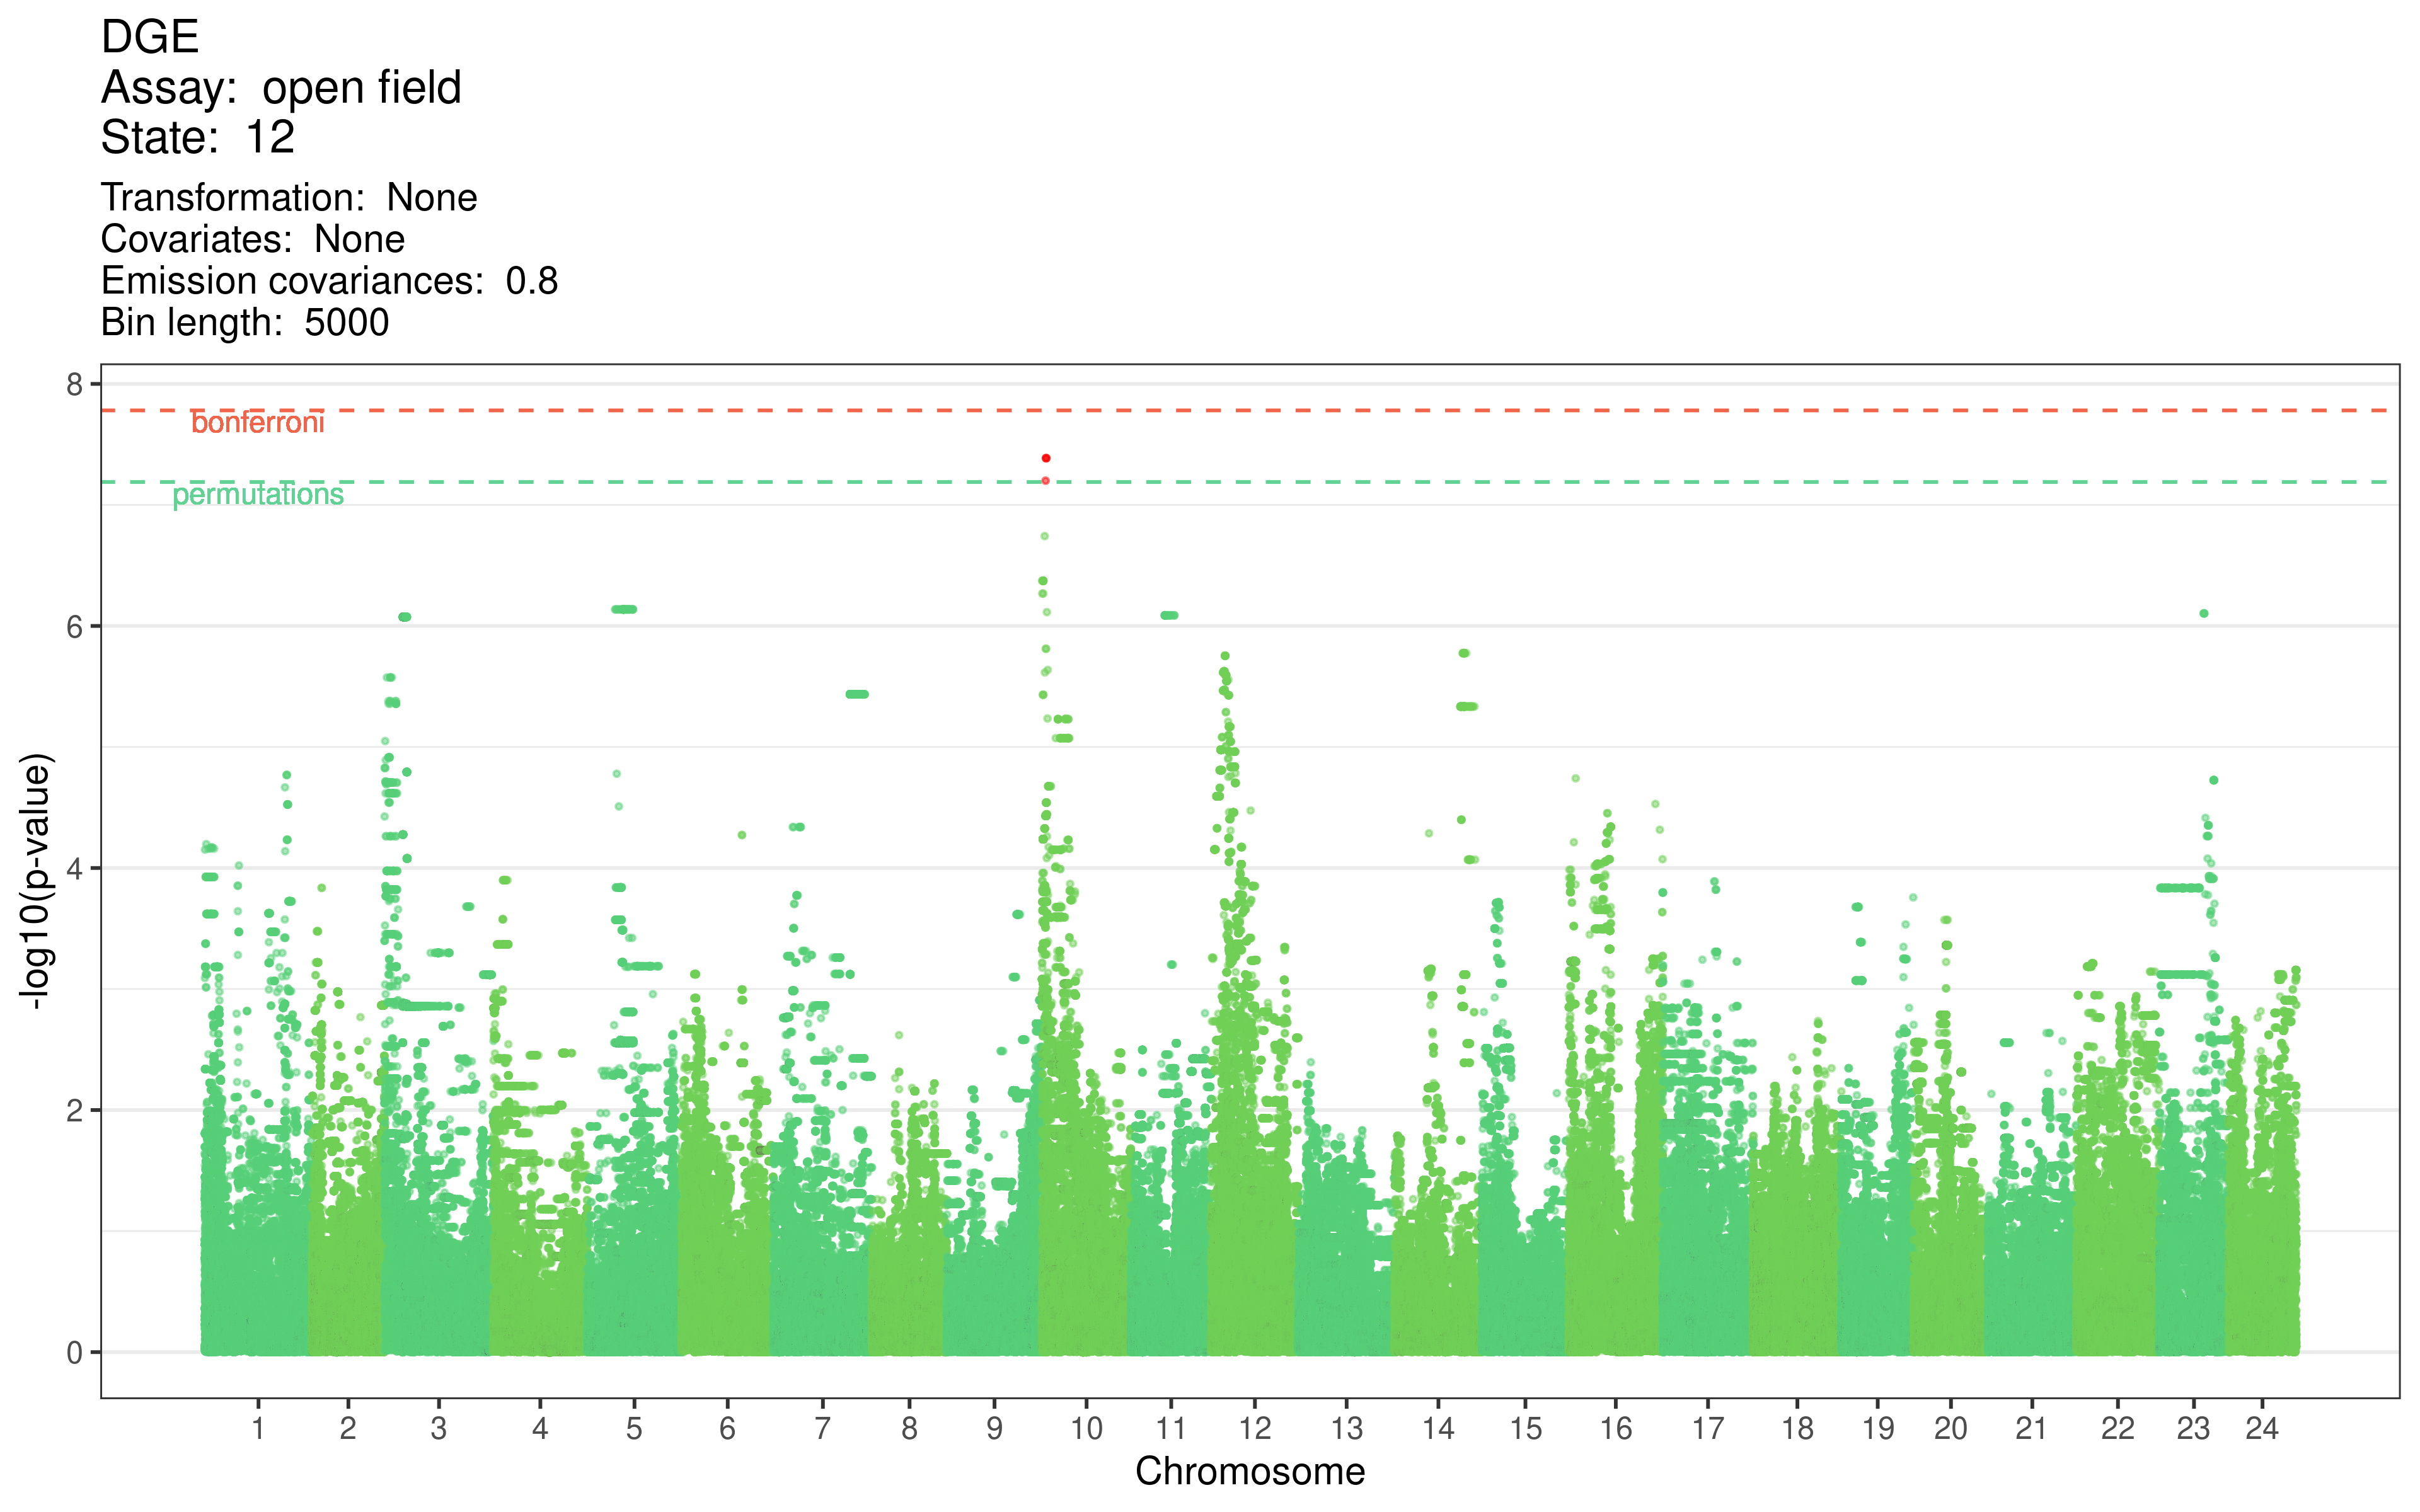 DGE
Assay:  open field
State:  12
Transformation:  None
Covariates:  None
Emission covariances:  0.8
Bin length:  5000
8
bonferroni
permutations
6
4
2
0
-log10(p-value)
1 2 3 4 5 6 7 8 9 10 11 12 13 14 15 16 17 18 19 20 21 22 23 24
Chromosome